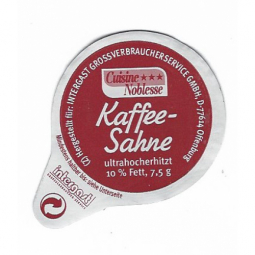 (Z) Hergestellt für: INTERGAST GROSSVERBRAUCHERSERVICE GMBH, D-77614 Offenburg
Cuisine ★★★
Noblesse
Kaffee-
Sahne
ultrahocherhitzt
10 % Fett, 7,5 g
Mindestens haltbar bis: siehe Unterseite
intergast